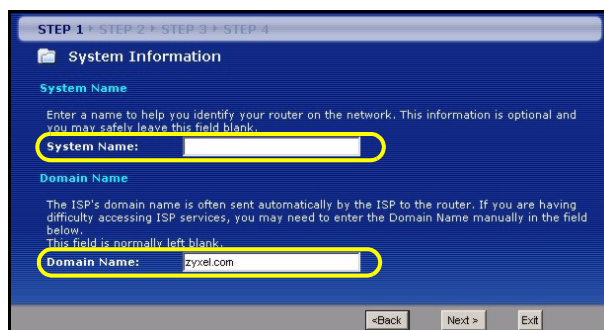 STEP 1 › STEP 2 › STEP 3 › STEP 4
System Information
System Name
Enter a name to help you identify your router on the network. This information is optional and
you may safely leave this field blank.
System Name:
Domain Name
The ISP's domain name is often sent automatically by the ISP to the router. If you are having
difficulty accessing ISP services, you may need to enter the Domain Name manually in the field
below.
This field is normally left blank.
Domain Name: zyxel.com
<Back Next > Exit